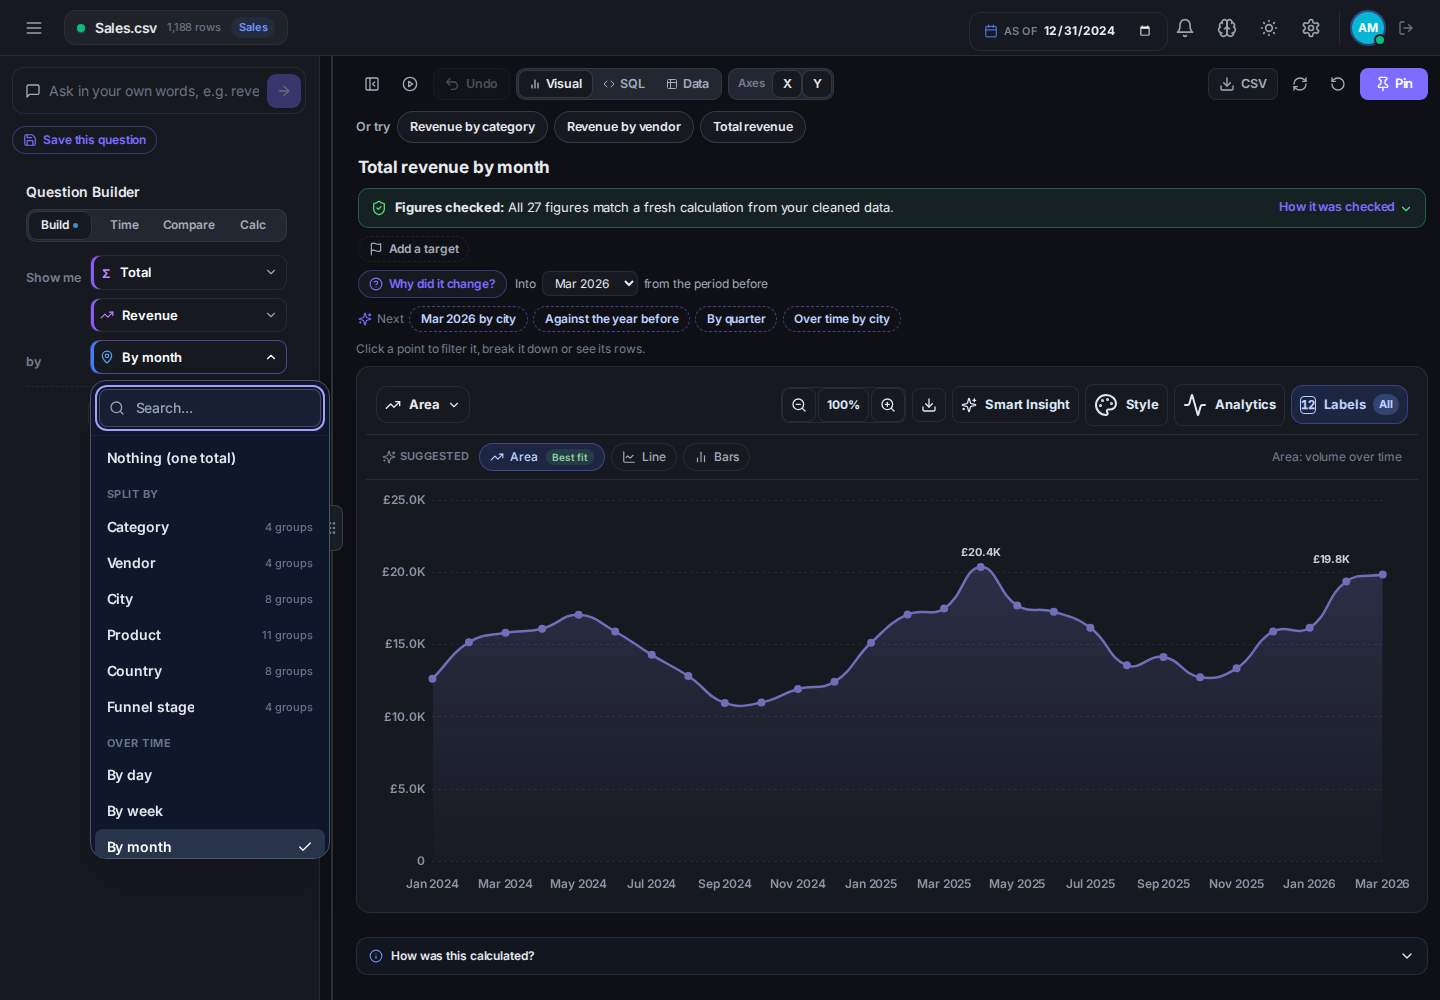 Sales.csv 1,188 rows Sales
AS OF 12/31/2024
AM
Ask in your own words, e.g. reve
Save this question
Undo
Visual
SQL
Data
Axes X Y
CSV
Pin
Or try Revenue by category Revenue by vendor Total revenue
Total revenue by month
Figures checked: All 27 figures match a fresh calculation from your cleaned data.
How it was checked
Add a target
Why did it change? Into Mar 2026 from the period before
Next Mar 2026 by city Against the year before By quarter Over time by city
Click a point to filter it, break it down or see its rows.
Question Builder
Build Time Compare Calc
Show me Total
Revenue
by By month
Search...
Nothing (one total)
SPLIT BY
Category 4 groups
Vendor 4 groups
City 8 groups
Product 11 groups
Country 8 groups
Funnel stage 4 groups
OVER TIME
By day
By week
By month
Area
100%
Smart Insight
Style
Analytics
12 Labels All
SUGGESTED Area Best fit Line Bars
Area: volume over time
£25.0K
£20.0K
£15.0K
£10.0K
£5.0K
0
£20.4K
£19.8K
Jan 2024 Mar 2024 May 2024 Jul 2024 Sep 2024 Nov 2024 Jan 2025 Mar 2025 May 2025 Jul 2025 Sep 2025 Nov 2025 Jan 2026 Mar 2026
How was this calculated?